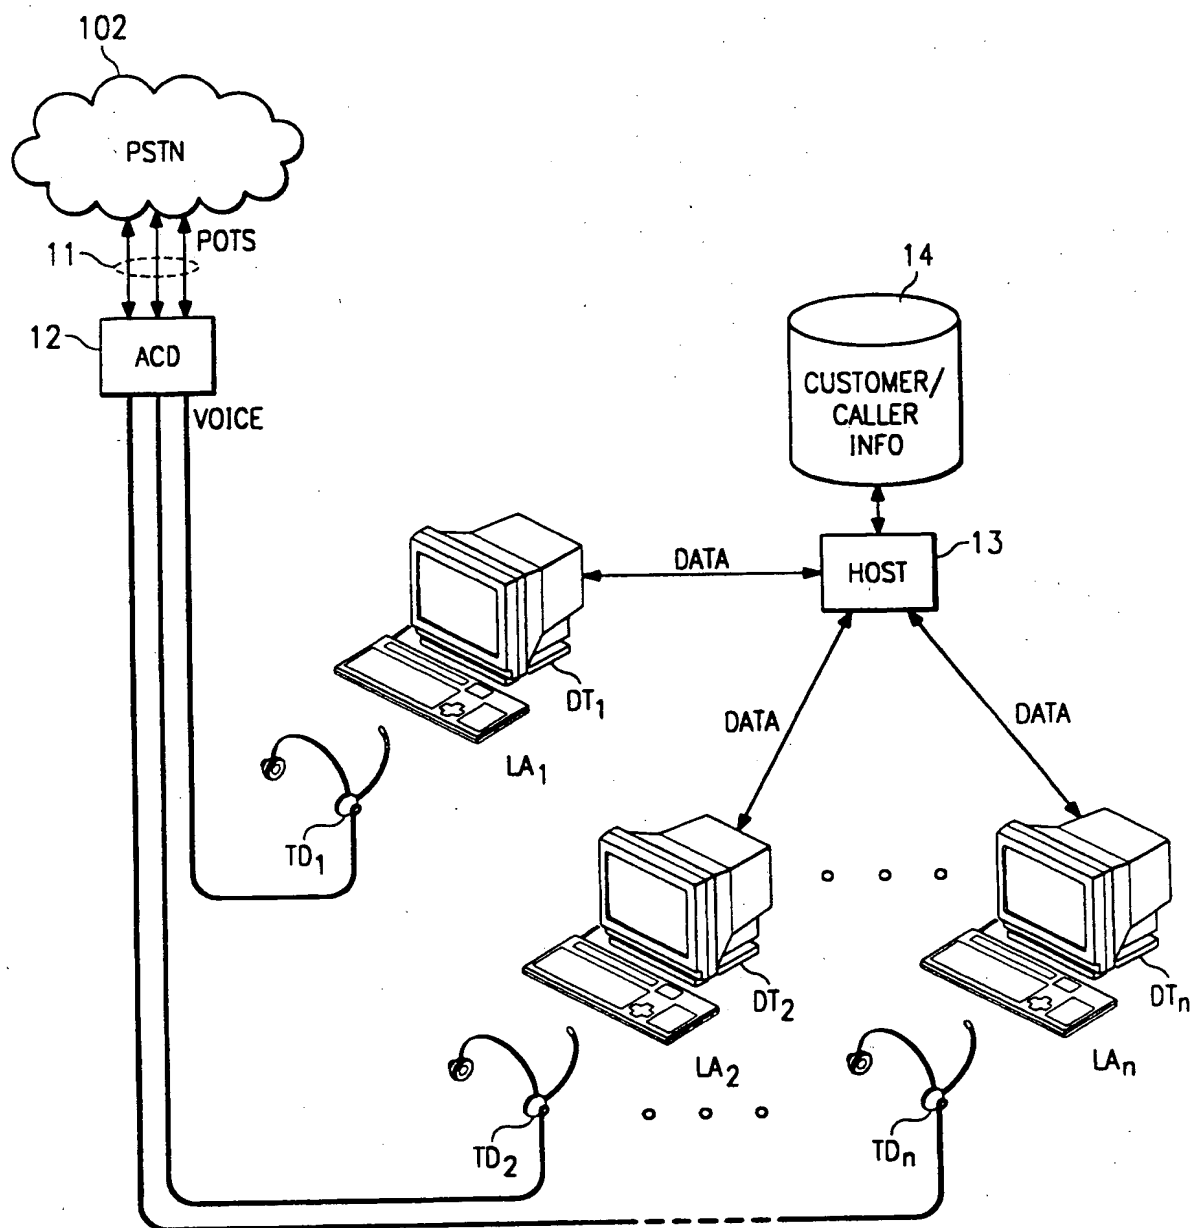 102
PSTN
11
POTS
12
ACD
VOICE
14
CUSTOMER/
CALLER
INFO
13
HOST
DATA
DT1
LA1
TD1
DATA
DATA
DT2
LA2
TD2
DTn
LAn
TDn